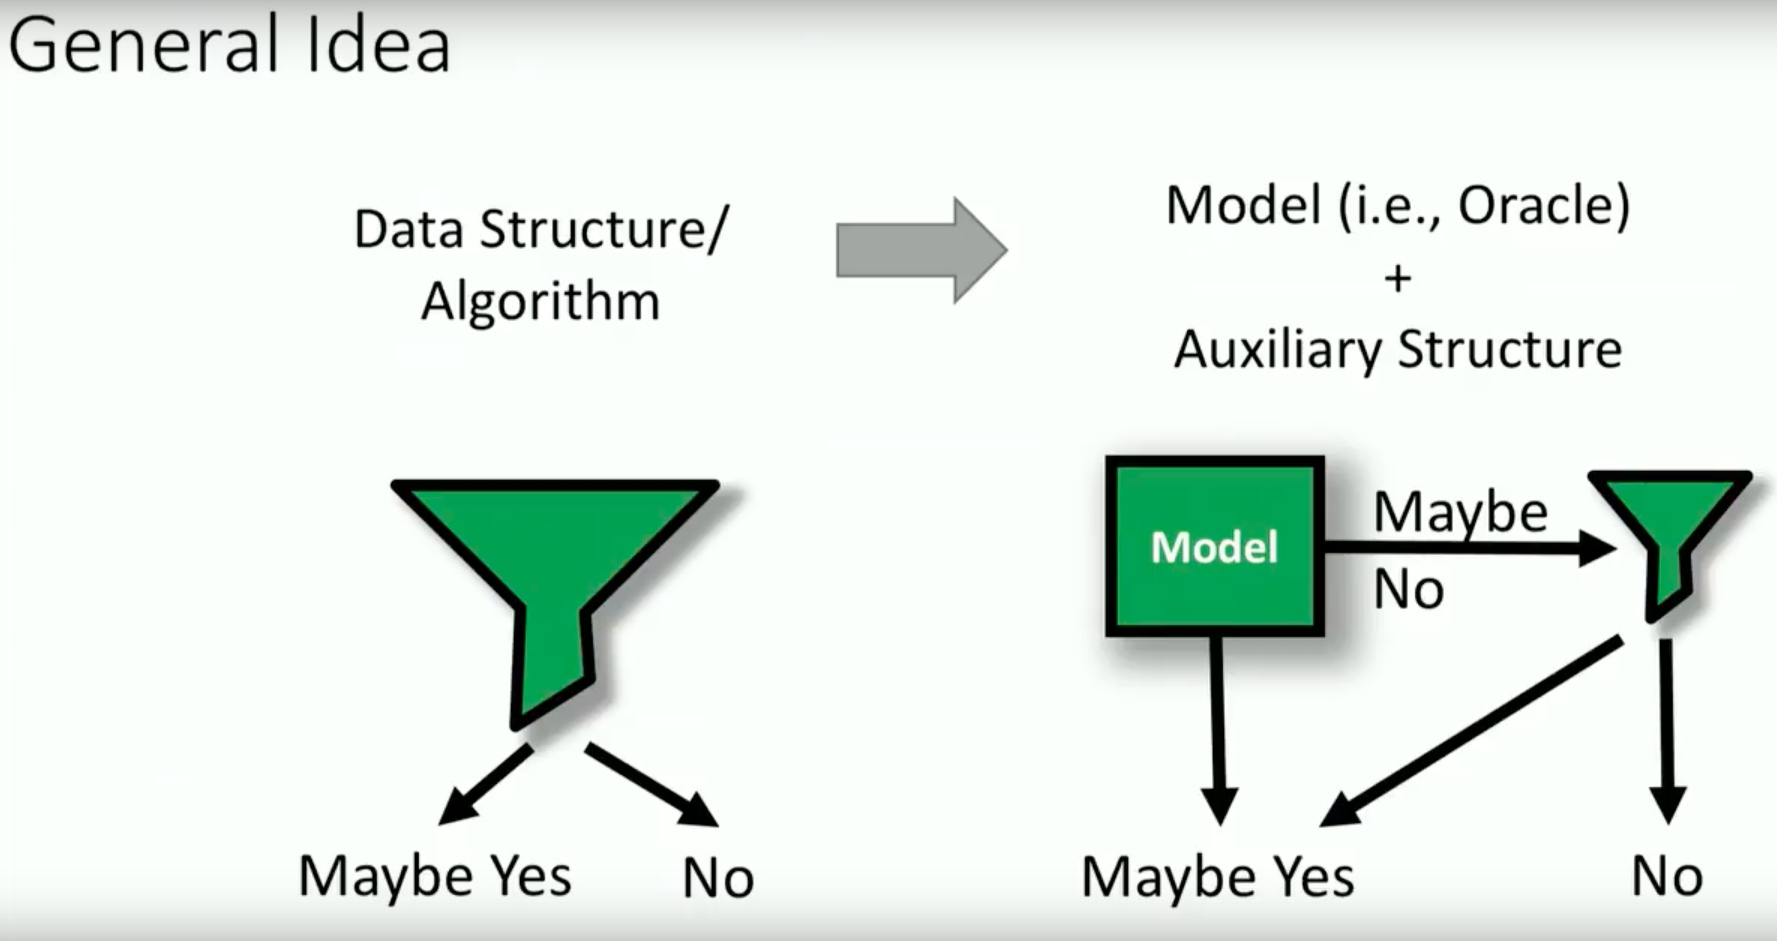 General Idea
Data Structure/
Algorithm
Model (i.e., Oracle)
+
Auxiliary Structure
Model
Maybe
No
Maybe Yes
No
Maybe Yes
No